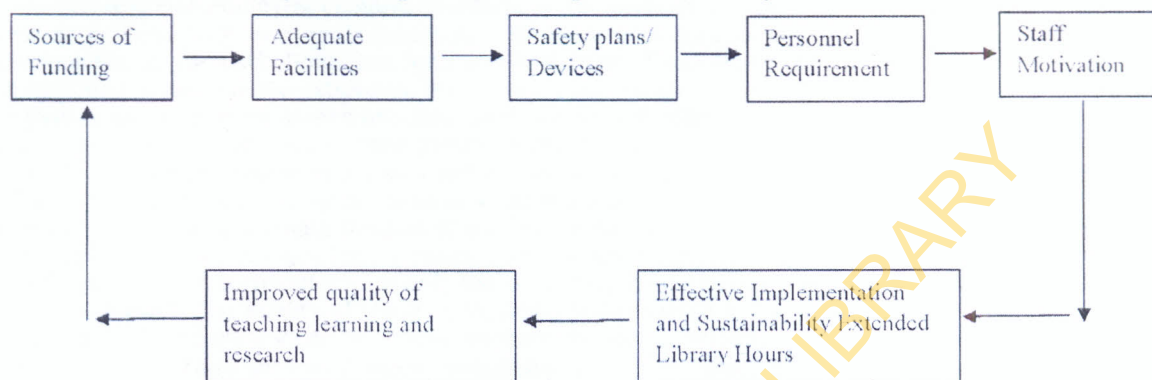 Sources of
Funding
Adequate
Facilities
Safety plans/
Devices
Personnel
Requirement
Staff
Motivation
Improved quality of
teaching learning and
research
Effective Implementation
and Sustainability Extended
Library Hours
LIBRARY